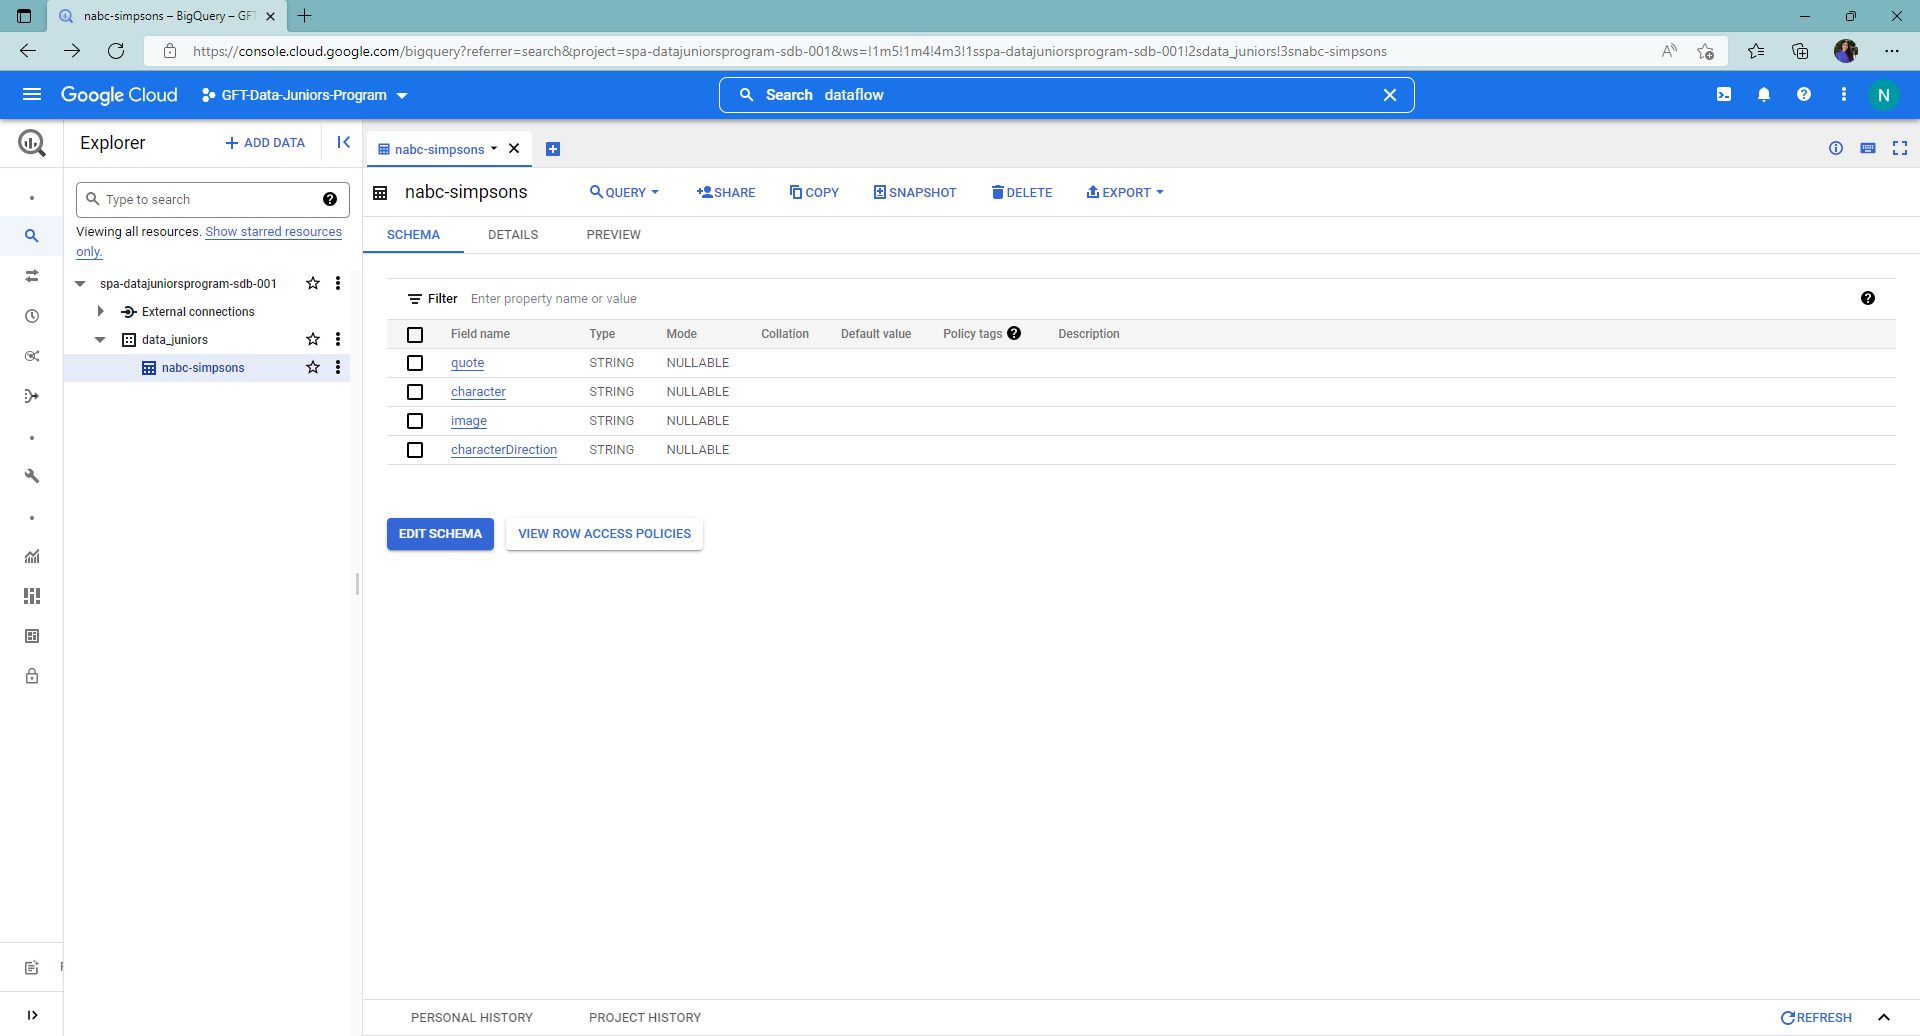 nabc-simpsons – BigQuery – GFT
https://console.cloud.google.com/bigquery?referrer=search&project=spa-datajuniorsprogram-sdb-001&ws=!1m5!1m4!4m3!1sspa-datajuniorsprogram-sdb-001!2sdata_juniors!3snabc-simpsons
Google Cloud GFT-Data-Juniors-Program Search dataflow N
Explorer + ADD DATA
nabc-simpsons
Type to search
nabc-simpsons QUERY SHARE COPY SNAPSHOT DELETE EXPORT
Viewing all resources. Show starred resources
only.
SCHEMA DETAILS PREVIEW
spa-datajuniorsprogram-sdb-001
External connections
data_juniors
nabc-simpsons
Filter Enter property name or value
Field name Type Mode Collation Default value Policy tags Description
quote STRING NULLABLE
character STRING NULLABLE
image STRING NULLABLE
characterDirection STRING NULLABLE
EDIT SCHEMA VIEW ROW ACCESS POLICIES
PERSONAL HISTORY PROJECT HISTORY REFRESH